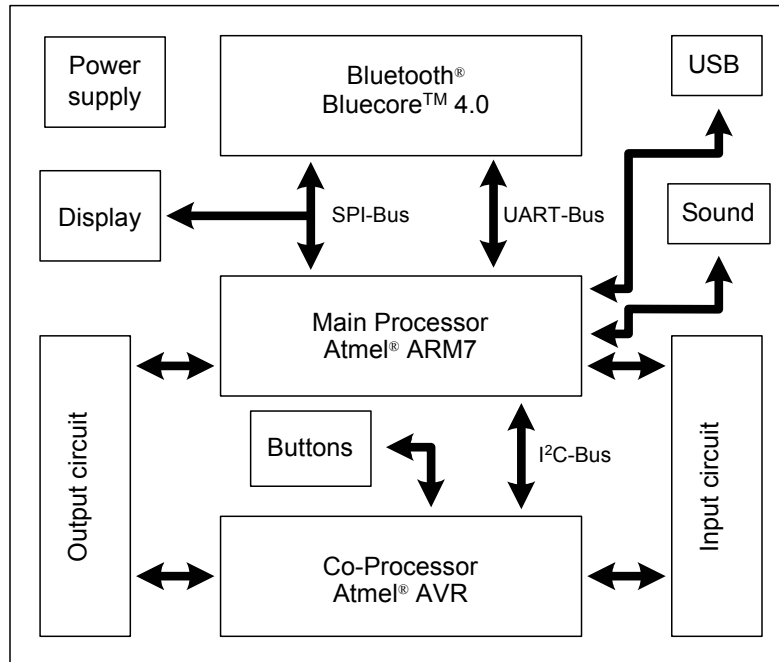 Power
supply
Bluetooth®
Bluecore™ 4.0
USB
Display
SPI-Bus
UART-Bus
Sound
Main Processor
Atmel® ARM7
Output circuit
Buttons
I²C-Bus
Input circuit
Co-Processor
Atmel® AVR